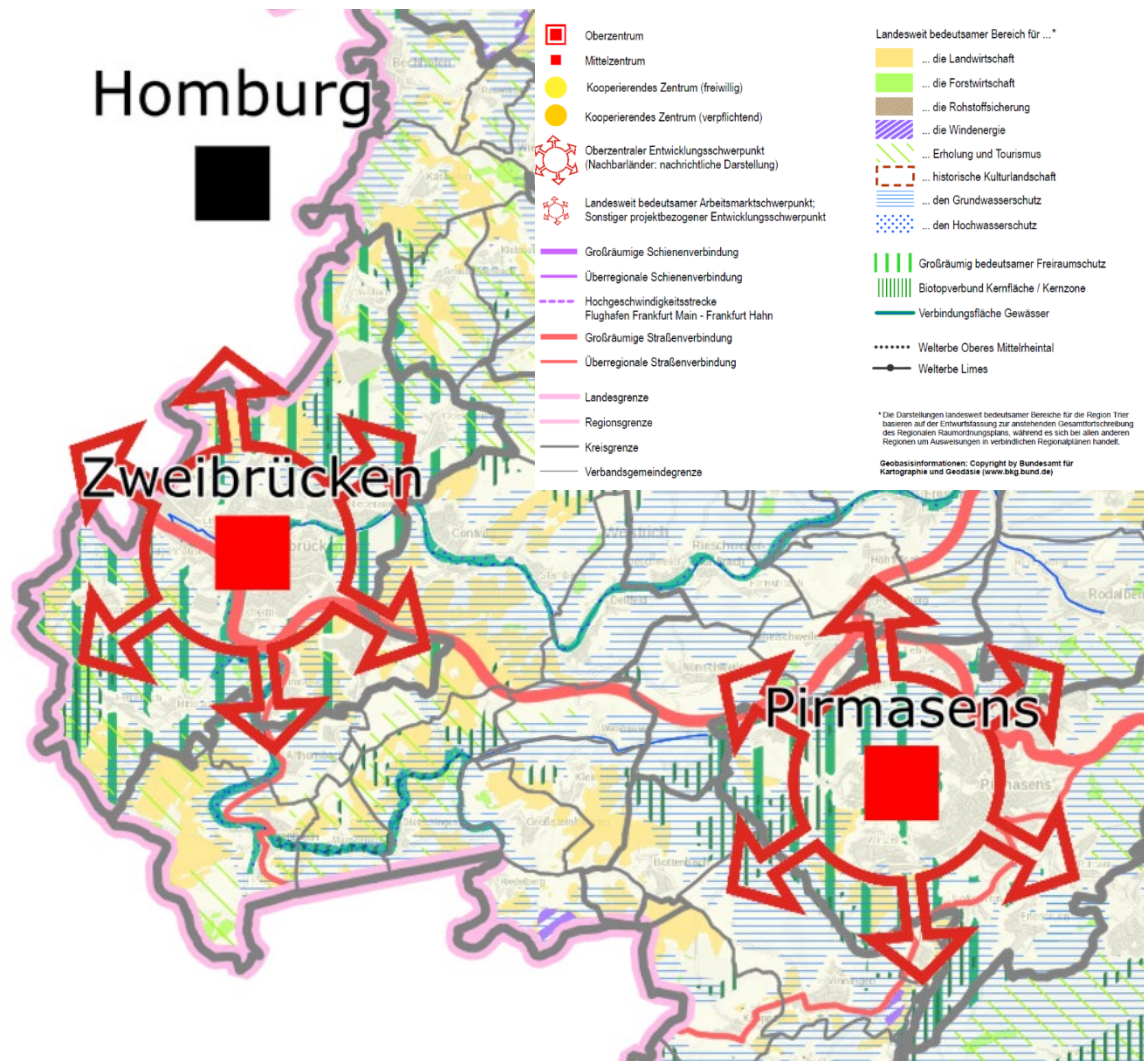 Homburg
Zweibrücken
Pirmasens
Oberzentrum
Mittelzentrum
Kooperierendes Zentrum (freiwillig)
Kooperierendes Zentrum (verpflichtend)
Oberzentraler Entwicklungsschwerpunkt
(Nachbarländer: nachrichtliche Darstellung)
Landesweit bedeutsamer Arbeitsmarktschwerpunkt;
Sonstiger projektbezogener Entwicklungsschwerpunkt
Großräumige Schienenverbindung
Überregionale Schienenverbindung
Hochgeschwindigkeitsstrecke
Flughafen Frankfurt Main - Frankfurt Hahn
Großräumige Straßenverbindung
Überregionale Straßenverbindung
Landesgrenze
Regionsgrenze
Kreisgrenze
Verbandsgemeindegrenze
Landesweit bedeutsamer Bereich für ...*
... die Landwirtschaft
... die Forstwirtschaft
... die Rohstoffsicherung
... die Windenergie
... Erholung und Tourismus
... historische Kulturlandschaft
... den Grundwasserschutz
... den Hochwasserschutz
Großräumig bedeutsamer Freiraumschutz
Biotopverbund Kernfläche / Kernzone
Verbindungsfläche Gewässer
Welterbe Oberes Mittelrheintal
Welterbe Limes
* Die Darstellungen landesweit bedeutsamer Bereiche für die Region Trier
basieren auf der Entwurfsfassung zur anstehenden Gesamtfortschreibung
des Regionalen Raumordnungsplans, während es sich bei allen anderen
Regionen um Ausweisungen in verbindlichen Regionalplänen handelt.
Geobasisinformationen: Copyright by Bundesamt für
Kartographie und Geodäsie (www.bkg.bund.de)
Pirmasens